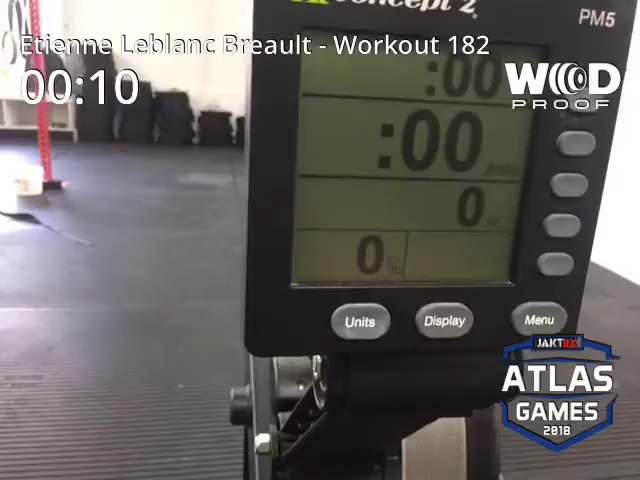 concept 2
PM5
Etienne Leblanc Breault - Workout 182
00:10
WOD
PROOF
:00
:00
0
0
Units
Display
Menu
JAKTRX
ATLAS
GAMES
2018